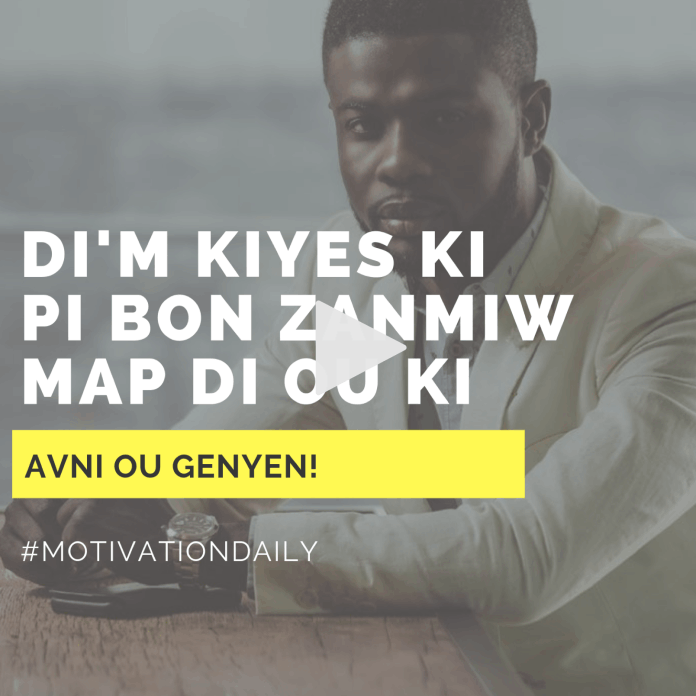 DI'M KIYES KI
PI BON ZANMIW
MAP DI OU KI
AVNI OU GENYEN!
#MOTIVATIONDAILY